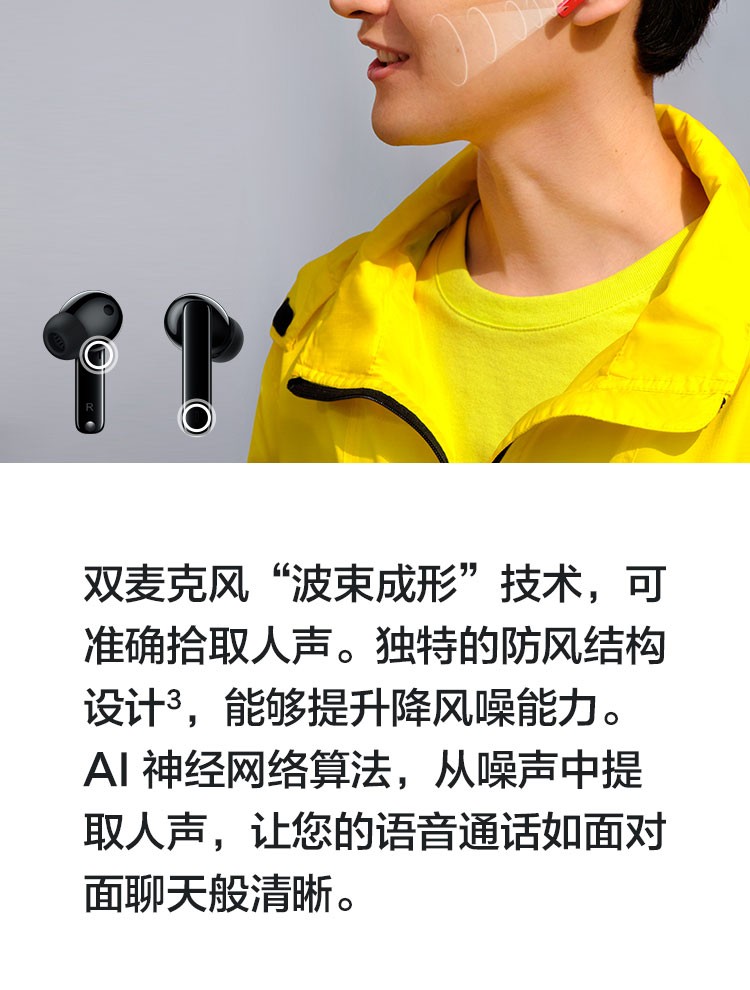 R
双麦克风“波束成形”技术，可
准确拾取人声。独特的防风结构
设计³，能够提升降风噪能力。
AI 神经网络算法，从噪声中提
取人声，让您的语音通话如面对
面聊天般清晰。